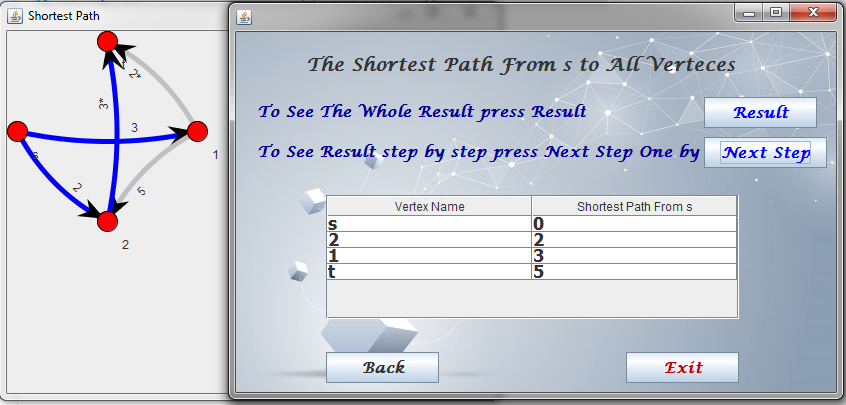 Shortest Path
2*
3*
3
s
1
2
5
2
The Shortest Path From s to All Verteces
To See The Whole Result press Result
Result
To See Result step by step press Next Step One by
Next Step
Vertex Name Shortest Path From s
s 0
2 2
1 3
t 5
Back
Exit